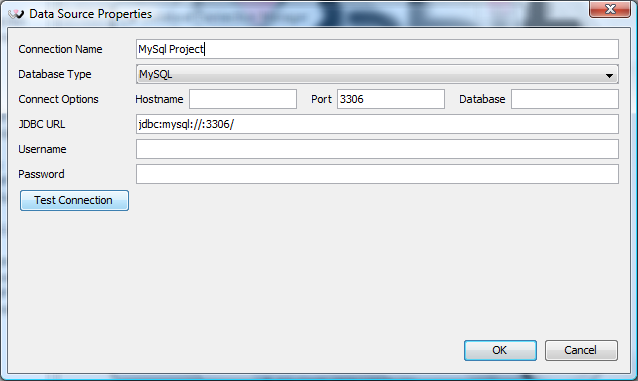 Data Source Properties
Connection Name MySql Project
Database Type MySQL
Connect Options Hostname Port 3306 Database
JDBC URL jdbc:mysql://:3306/
Username
Password
Test Connection
OK Cancel